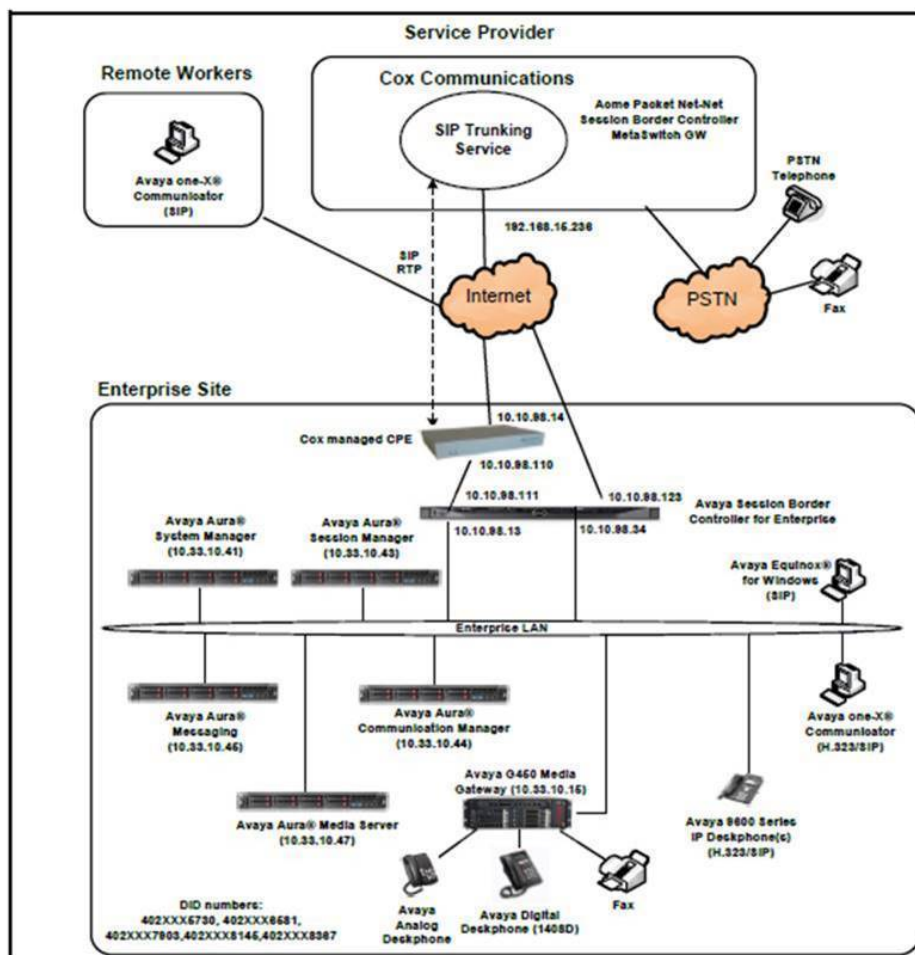 Service Provider
Remote Workers
Cox Communications
Acme Packet Net-Net
Session Border Controller
MetaSwitch GW
SIP Trunking
Service
Avaya one-X®
Communicator
(SIP)
PSTN
Telephone
192.168.15.236
SIP
RTP
Internet
PSTN
Fax
Enterprise Site
10.10.98.14
Cox managed CPE
10.10.98.110
10.10.98.111
10.10.98.123
Avaya Session Border
Controller for Enterprise
10.10.98.13
10.10.98.34
Avaya Aura®
System Manager
(10.33.10.41)
Avaya Aura®
Session Manager
(10.33.10.43)
Avaya Equinox®
for Windows
(SIP)
Enterprise LAN
Avaya Aura®
Messaging
(10.33.10.45)
Avaya Aura®
Communication Manager
(10.33.10.44)
Avaya one-X®
Communicator
(H.323/SIP)
Avaya G450 Media
Gateway (10.33.10.15)
Avaya Aura® Media Server
(10.33.10.47)
Avaya 9600 Series
IP Deskphone(s)
(H.323/SIP)
DID numbers:
402XXX5730, 402XXX6581,
402XXX7903,402XXX8145,402XXX8367
Avaya
Analog
Deskphone
Avaya Digital
Deskphone (1408D)
Fax